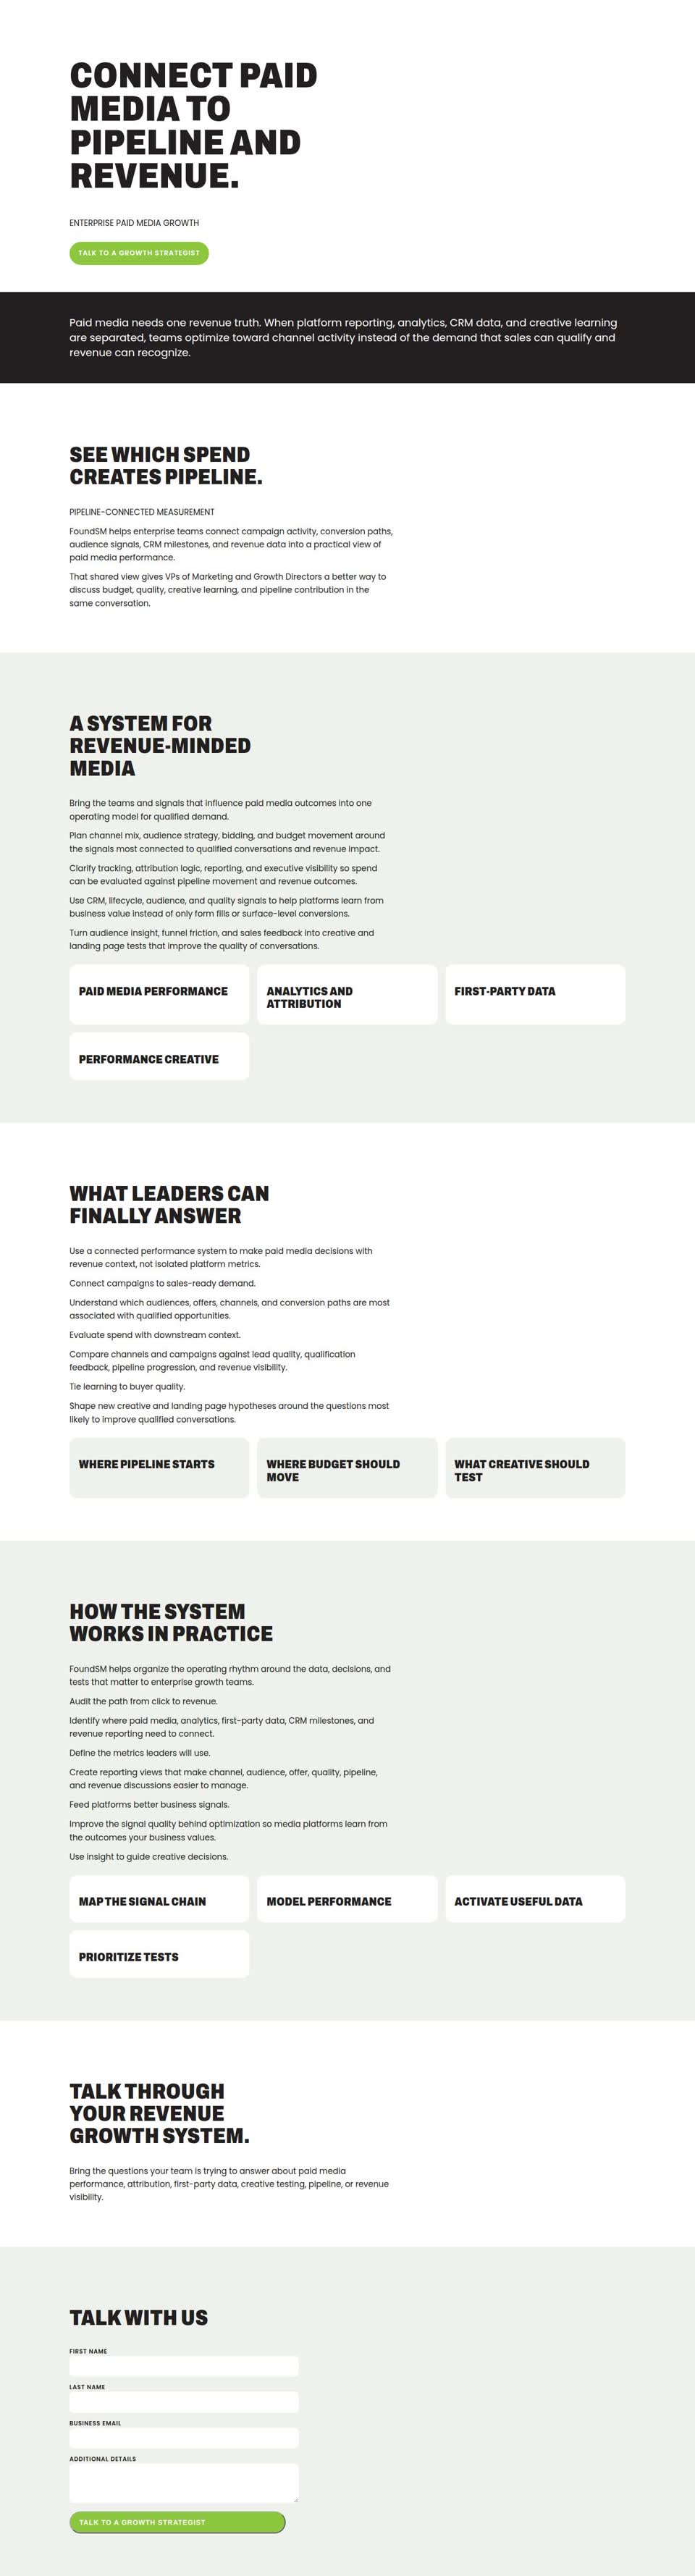 CONNECT PAID
MEDIA TO
PIPELINE AND
REVENUE.
ENTERPRISE PAID MEDIA GROWTH
TALK TO A GROWTH STRATEGIST
Paid media needs one revenue truth. When platform reporting, analytics, CRM data, and creative learning
are separated, teams optimize toward channel activity instead of the demand that sales can qualify and
revenue can recognize.
SEE WHICH SPEND
CREATES PIPELINE.
PIPELINE-CONNECTED MEASUREMENT
FoundSM helps enterprise teams connect campaign activity, conversion paths,
audience signals, CRM milestones, and revenue data into a practical view of
paid media performance.
That shared view gives VPs of Marketing and Growth Directors a better way to
discuss budget, quality, creative learning, and pipeline contribution in the
same conversation.
A SYSTEM FOR
REVENUE-MINDED
MEDIA
Bring the teams and signals that influence paid media outcomes into one
operating model for qualified demand.
Plan channel mix, audience strategy, bidding, and budget movement around
the signals most connected to qualified conversations and revenue impact.
Clarify tracking, attribution logic, reporting, and executive visibility so spend
can be evaluated against pipeline movement and revenue outcomes.
Use CRM, lifecycle, audience, and quality signals to help platforms learn from
business value instead of only form fills or surface-level conversions.
Turn audience insight, funnel friction, and sales feedback into creative and
landing page tests that improve the quality of conversations.
PAID MEDIA PERFORMANCE
ANALYTICS AND
ATTRIBUTION
FIRST-PARTY DATA
PERFORMANCE CREATIVE
WHAT LEADERS CAN
FINALLY ANSWER
Use a connected performance system to make paid media decisions with
revenue context, not isolated platform metrics.
Connect campaigns to sales-ready demand.
Understand which audiences, offers, channels, and conversion paths are most
associated with qualified opportunities.
Evaluate spend with downstream context.
Compare channels and campaigns against lead quality, qualification
feedback, pipeline progression, and revenue visibility.
Tie learning to buyer quality.
Shape new creative and landing page hypotheses around the questions most
likely to improve qualified conversations.
WHERE PIPELINE STARTS
WHERE BUDGET SHOULD
MOVE
WHAT CREATIVE SHOULD
TEST
HOW THE SYSTEM
WORKS IN PRACTICE
FoundSM helps organize the operating rhythm around the data, decisions, and
tests that matter to enterprise growth teams.
Audit the path from click to revenue.
Identify where paid media, analytics, first-party data, CRM milestones, and
revenue reporting need to connect.
Define the metrics leaders will use.
Create reporting views that make channel, audience, offer, quality, pipeline,
and revenue discussions easier to manage.
Feed platforms better business signals.
Improve the signal quality behind optimization so media platforms learn from
the outcomes your business values.
Use insight to guide creative decisions.
MAP THE SIGNAL CHAIN
MODEL PERFORMANCE
ACTIVATE USEFUL DATA
PRIORITIZE TESTS
TALK THROUGH
YOUR REVENUE
GROWTH SYSTEM.
Bring the questions your team is trying to answer about paid media
performance, attribution, first-party data, creative testing, pipeline, or revenue
visibility.
TALK WITH US
FIRST NAME
LAST NAME
BUSINESS EMAIL
ADDITIONAL DETAILS
TALK TO A GROWTH STRATEGIST